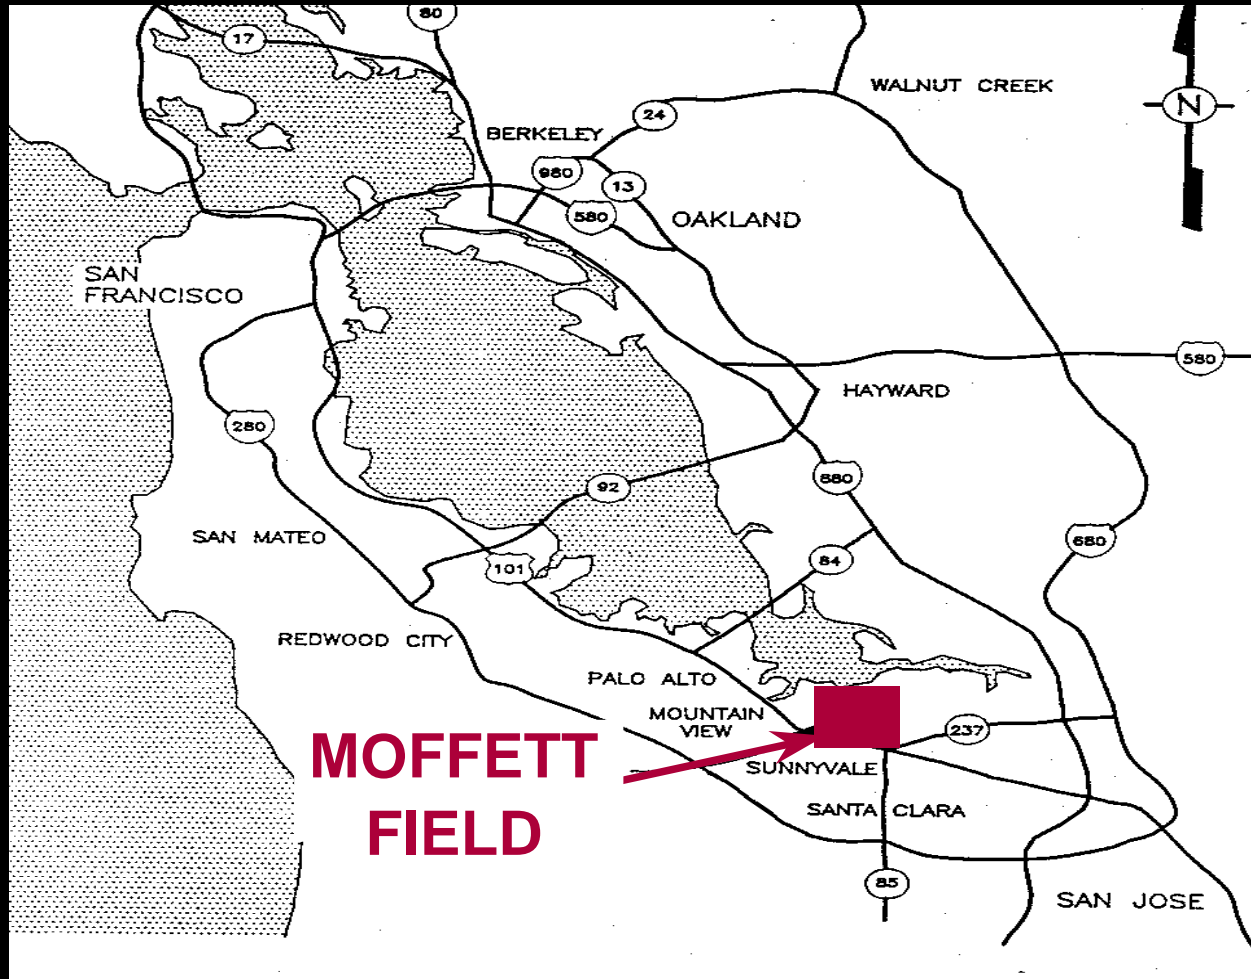 80
17
WALNUT CREEK
N
24
BERKELEY
980
13
580
OAKLAND
SAN
FRANCISCO
580
HAYWARD
280
880
92
SAN MATEO
680
84
101
REDWOOD CITY
PALO ALTO
MOUNTAIN
VIEW
237
MOFFETT
FIELD
SUNNYVALE
SANTA CLARA
85
SAN JOSE